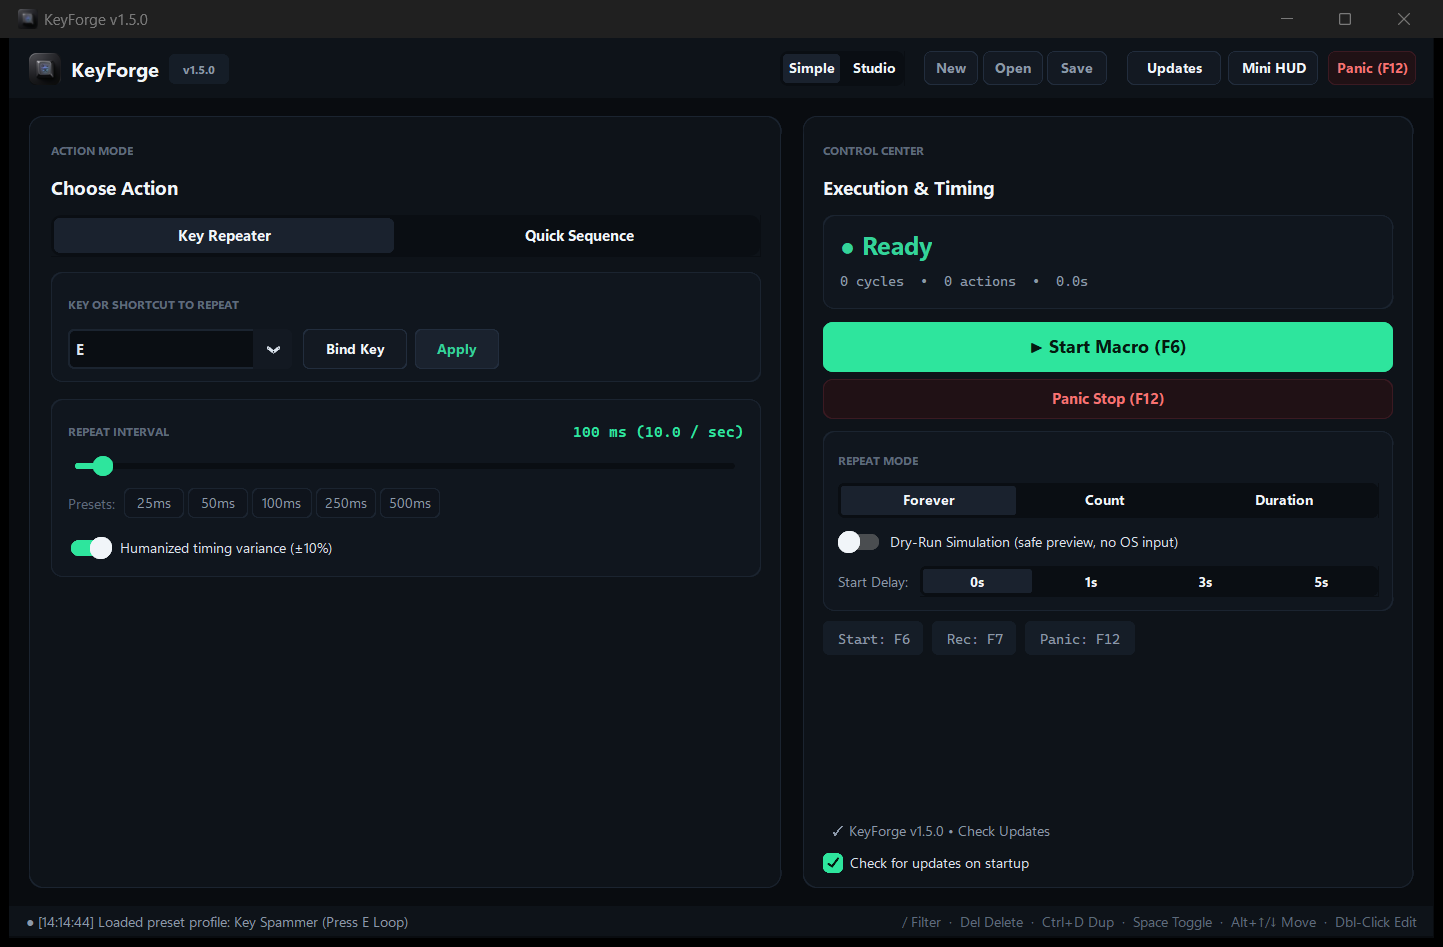 KeyForge v1.5.0
KeyForge v1.5.0 Simple Studio New Open Save Updates Mini HUD Panic (F12)
ACTION MODE
Choose Action
Key Repeater Quick Sequence
KEY OR SHORTCUT TO REPEAT
E Bind Key Apply
REPEAT INTERVAL 100 ms (10.0 / sec)
Presets: 25ms 50ms 100ms 250ms 500ms
Humanized timing variance (±10%)
CONTROL CENTER
Execution & Timing
● Ready
0 cycles • 0 actions • 0.0s
► Start Macro (F6)
Panic Stop (F12)
REPEAT MODE
Forever Count Duration
Dry-Run Simulation (safe preview, no OS input)
Start Delay: 0s 1s 3s 5s
Start: F6 Rec: F7 Panic: F12
✓ KeyForge v1.5.0 • Check Updates
Check for updates on startup
● [14:14:44] Loaded preset profile: Key Spammer (Press E Loop) / Filter · Del Delete · Ctrl+D Dup · Space Toggle · Alt+↑/↓ Move · Dbl-Click Edit